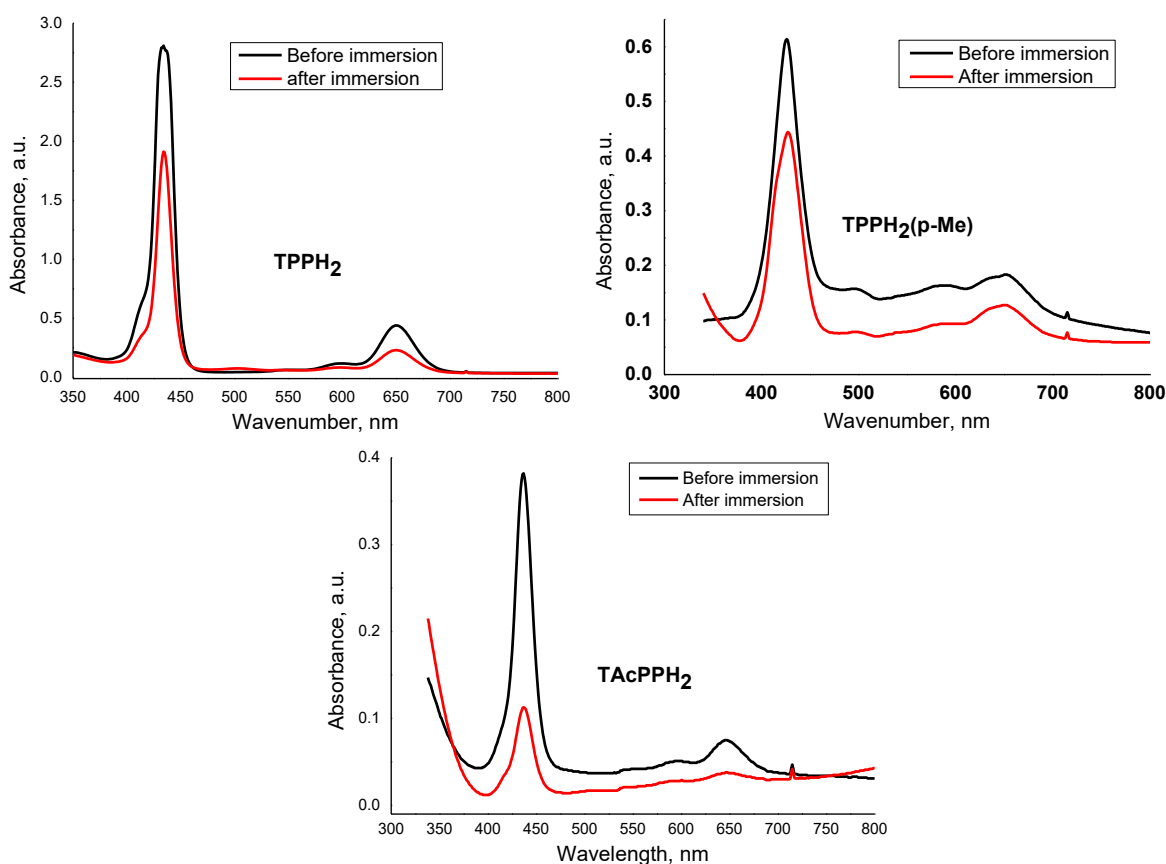 3.0
2.5
2.0
1.5
1.0
0.5
0.0
Absorbance, a.u.
Before immersion
after immersion
TPPH2
350 400 450 500 550 600 650 700 750 800
Wavenumber, nm
0.6
0.5
0.4
0.3
0.2
0.1
0.0
Absorbance, a.u.
Before immersion
After immersion
TPPH2(p-Me)
300 400 500 600 700 800
Wavenumber, nm
0.4
0.3
0.2
0.1
0.0
Absorbance, a.u.
Before immersion
After immersion
TAcPPH2
300 350 400 450 500 550 600 650 700 750 800
Wavelength, nm